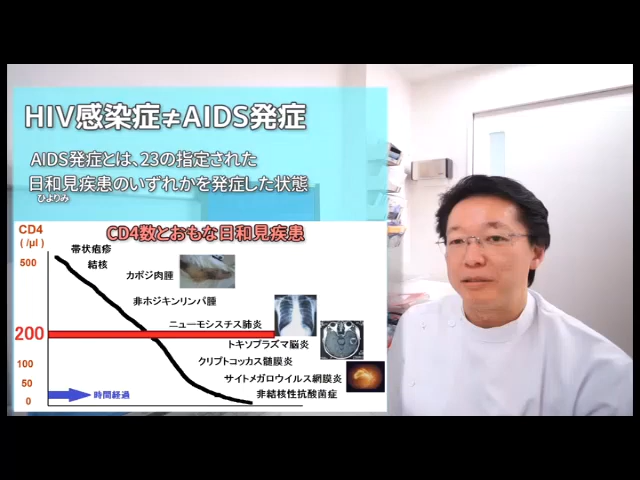 HIV感染症≠AIDS発症
AIDS発症とは、23の指定された
日和見疾患のいずれかを発症した状態
ひよりみ
CD4数とおもな日和見疾患
CD4
( /μl )
500
200
100
50
0
帯状疱疹
結核
カポジ肉腫
非ホジキンリンパ腫
ニューモシスチス肺炎
トキソプラズマ脳炎
クリプトコッカス髄膜炎
サイトメガロウイルス網膜炎
非結核性抗酸菌症
時間経過